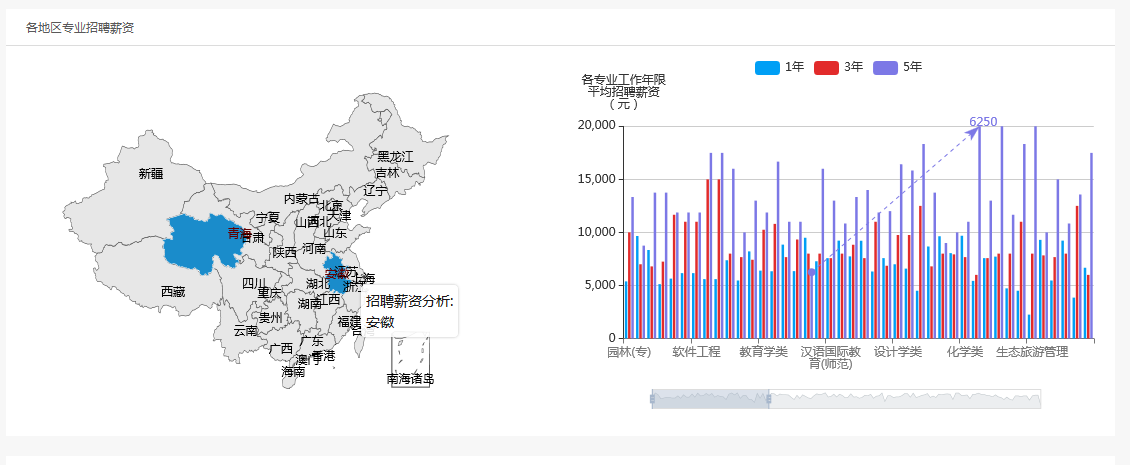 各地区专业招聘薪资
新疆
西藏
青海
甘肃
内蒙古
黑龙江
吉林
辽宁
北京
天津
河北
山西
山东
宁夏
陕西
河南
江苏
安徽
上海
浙江
湖北
四川
重庆
湖南
江西
贵州
云南
福建
广西
广东
香港
澳门
海南
南海诸岛
招聘薪资分析:
安徽
1年
3年
5年
各专业工作年限
平均招聘薪资
（元）
6250
20,000
15,000
10,000
5,000
0
园林(专)
软件工程
教育学类
汉语国际教
育(师范)
设计学类
化学类
生态旅游管理